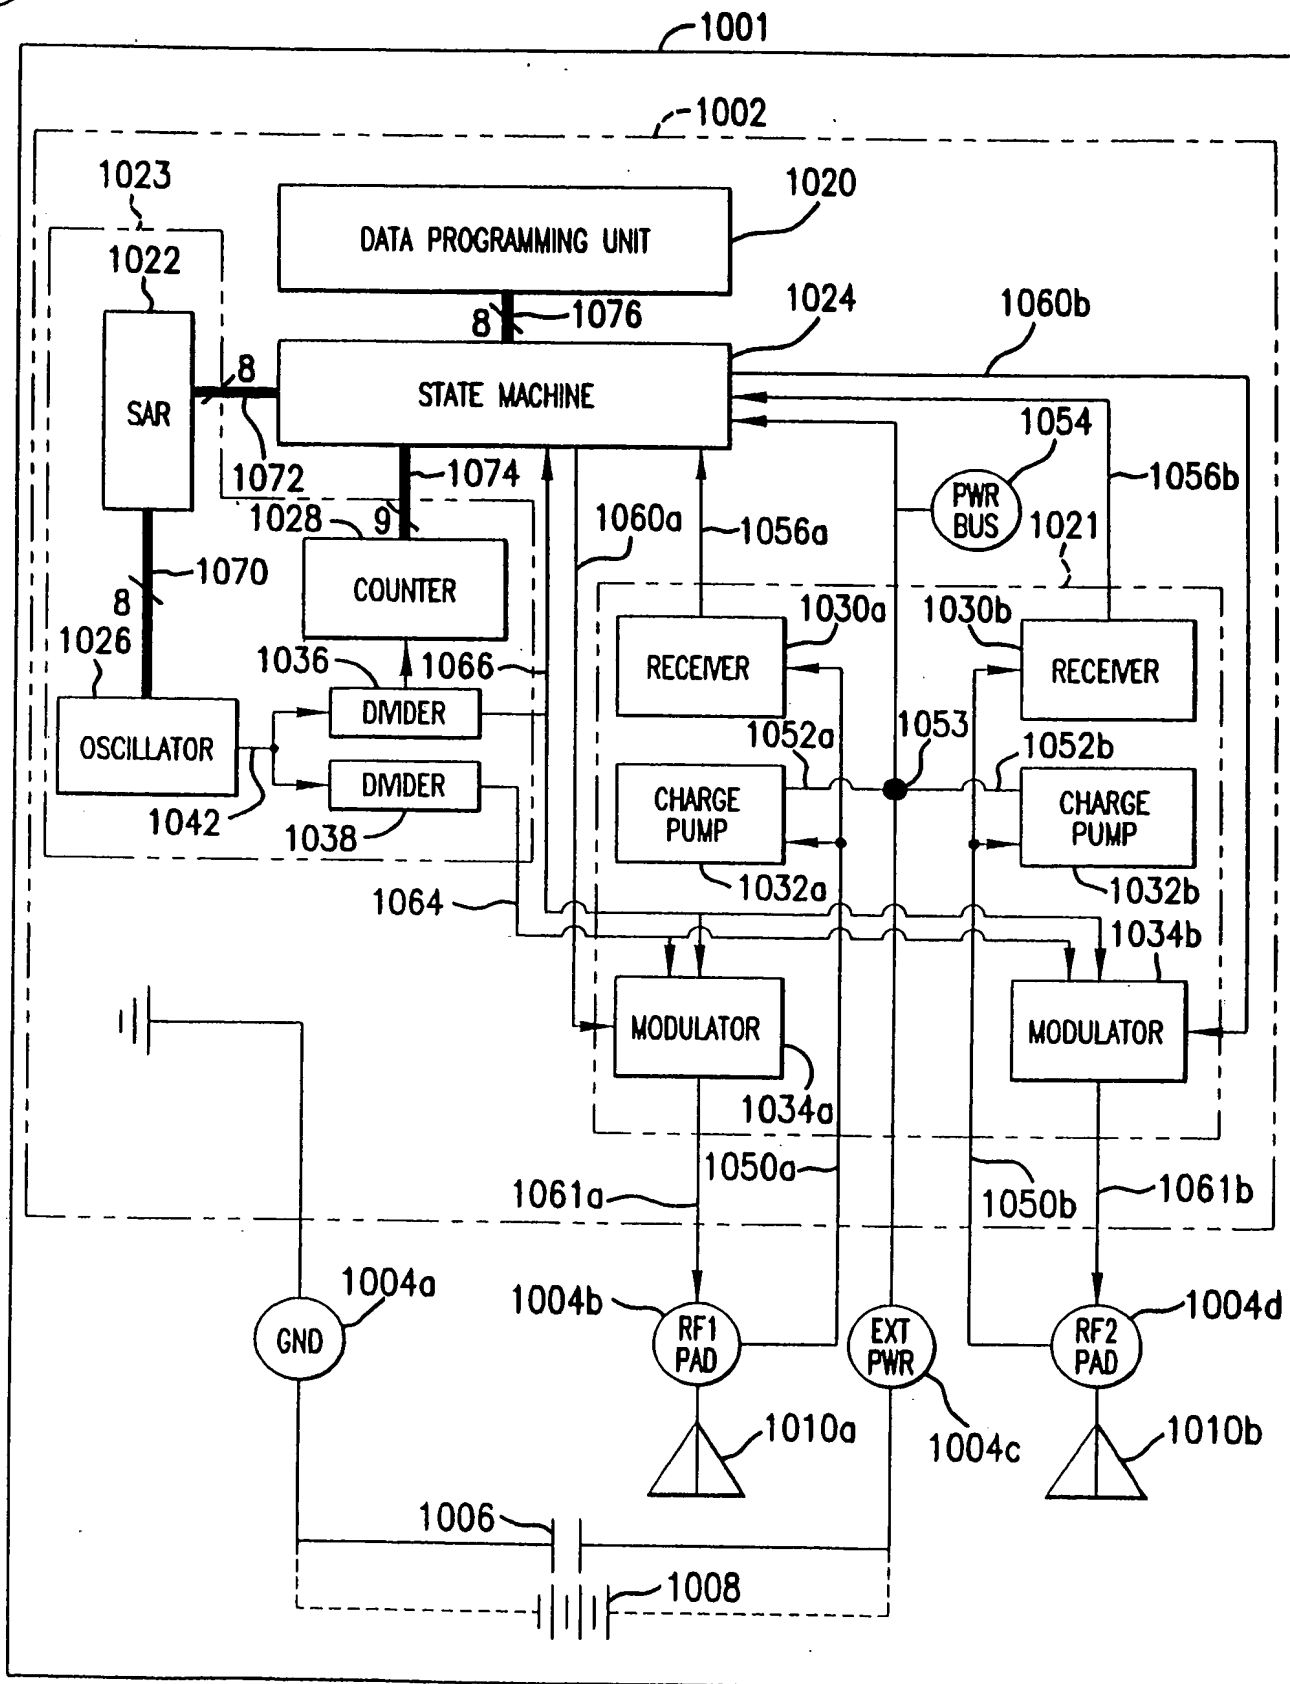 1001
1002
1023
1020
DATA PROGRAMMING UNIT
1022
8
1076
1024
1060b
8
STATE MACHINE
SAR
1054
1072
1074
PWR
BUS
1056b
9
1028
1060a
1056a
1021
1070
8
COUNTER
1030a
1030b
1026
1036
1066
RECEIVER
RECEIVER
DIVIDER
1052a
1053
1052b
OSCILLATOR
DIVIDER
CHARGE
PUMP
CHARGE
PUMP
1042
1038
1032a
1032b
1064
1034b
MODULATOR
MODULATOR
1034a
1050a
1061a
1050b
1061b
1004a
1004b
1004d
GND
RF1
PAD
EXT
PWR
RF2
PAD
1010a
1004c
1010b
1006
1008